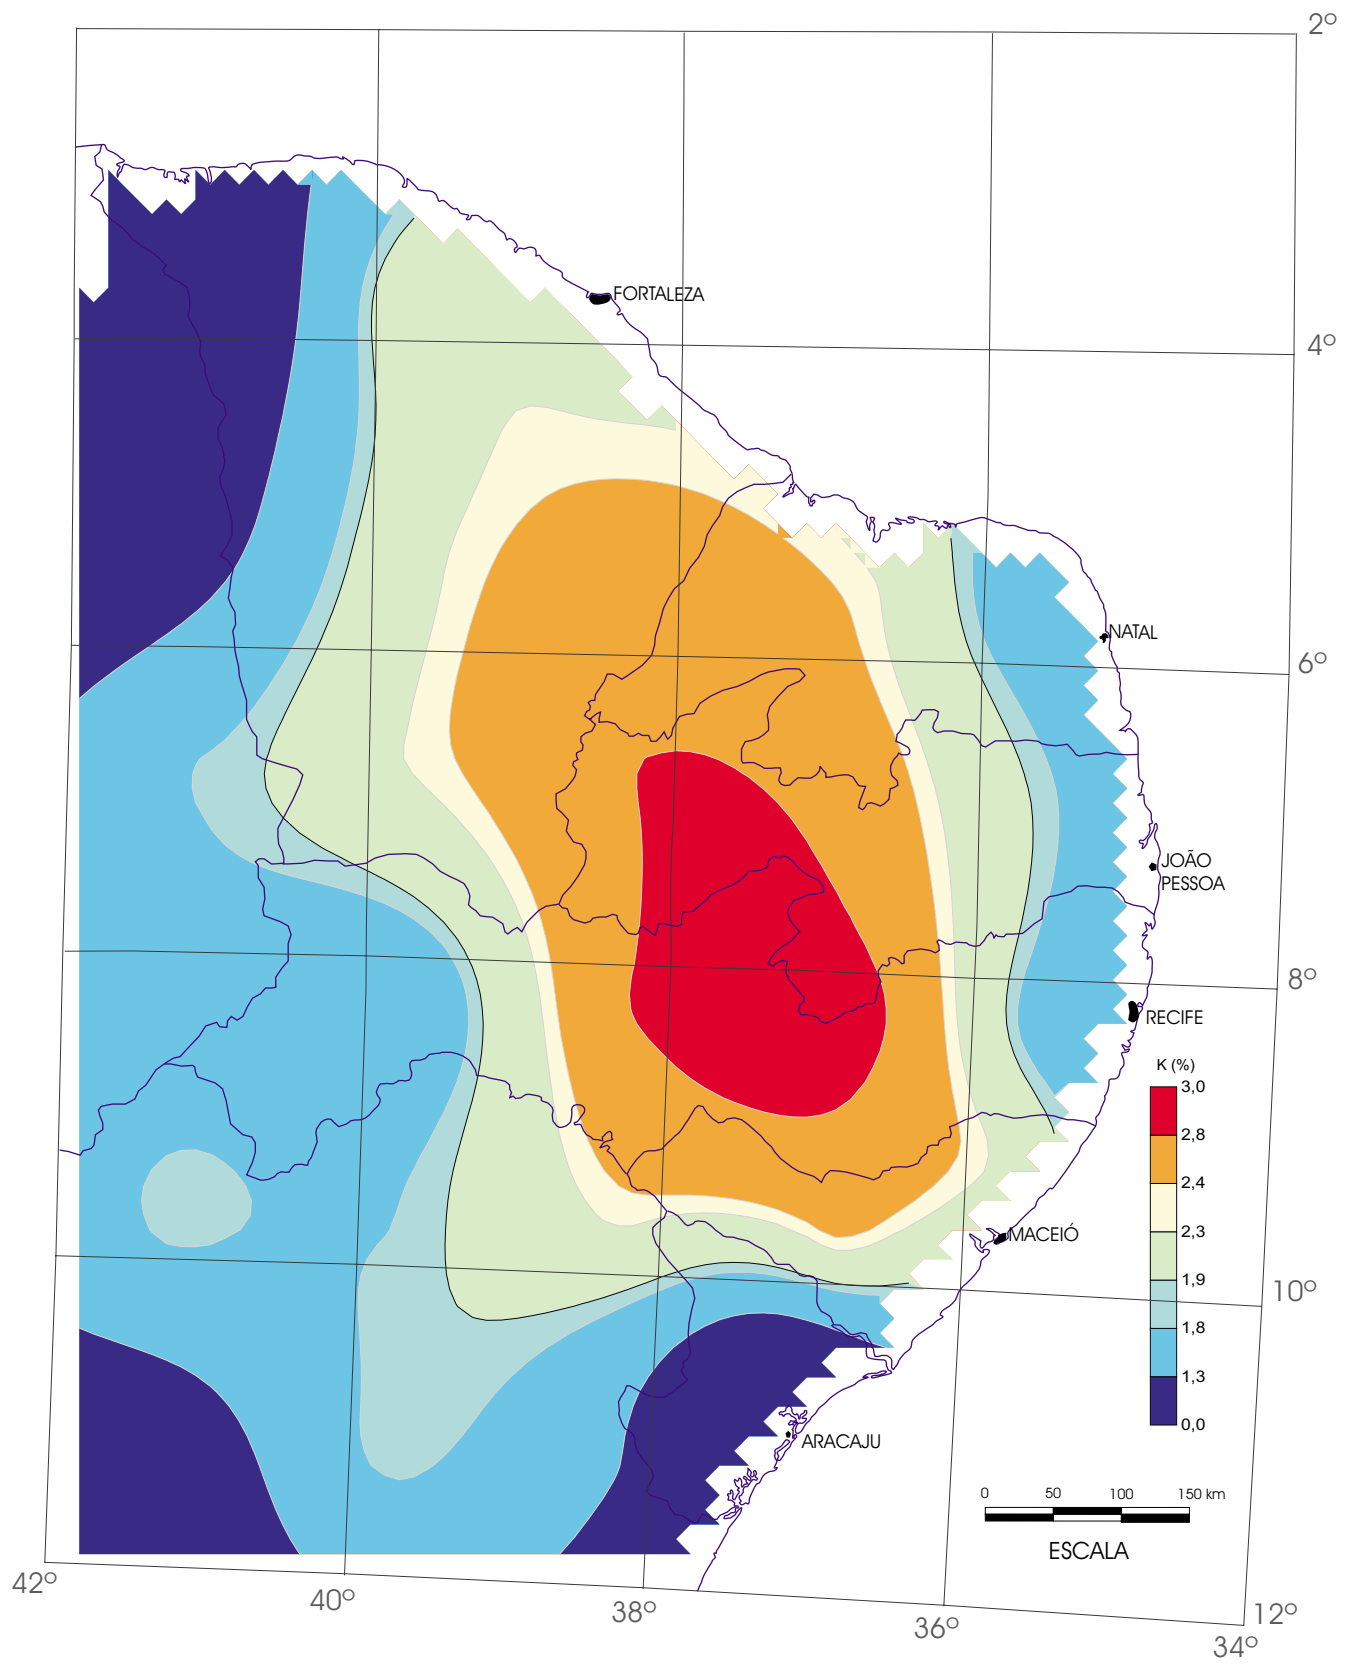 2°
FORTALEZA
4°
NATAL
6°
JOÃO
PESSOA
8°
RECIFE
K (%)
3,0
2,8
2,4
MACEIÓ
2,3
1,9
10°
1,8
1,3
0,0
ARACAJU
0 50 100 150 km
ESCALA
42°
40°
38°
36°
12°
34°